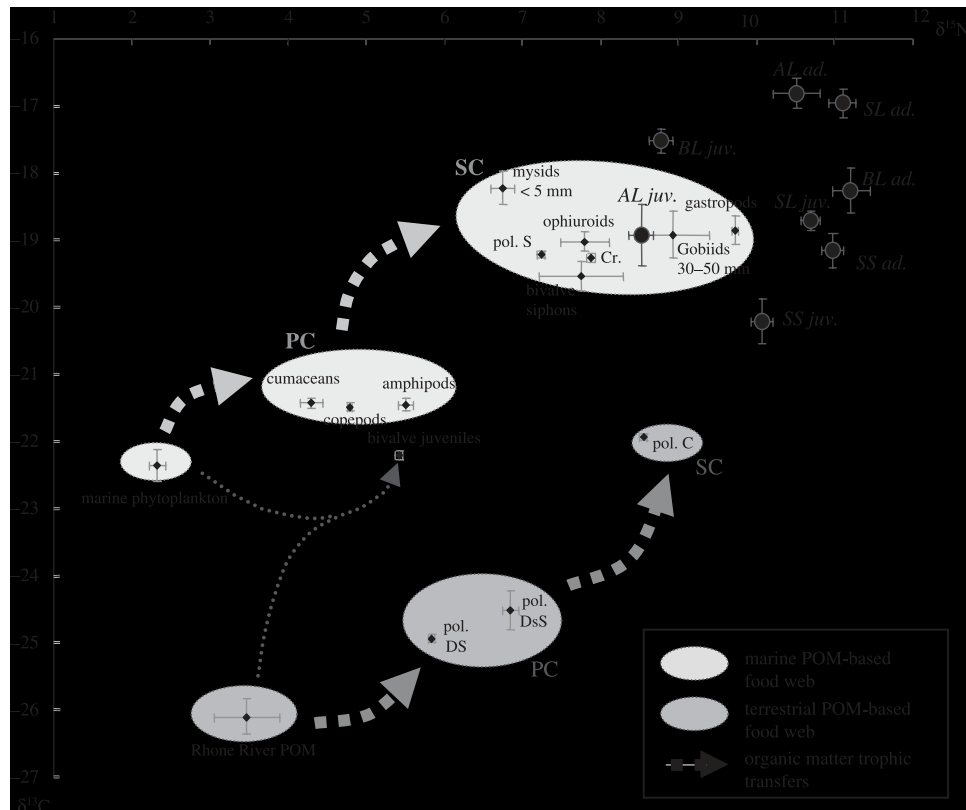 1 2 3 4 5 6 7 8 9 10 11 12
δ¹⁵N
–16
–17
–18
–19
–20
–21
–22
–23
–24
–25
–26
–27
δ¹³C
AL ad.
SL ad.
BL juv.
BL ad.
SL juv.
SS ad.
SS juv.
SC
mysids
< 5 mm
AL juv.
gastropods
ophiuroids
pol. S
Cr.
Gobiids
30–50 mm
bivalve
siphons
PC
cumaceans
amphipods
copepods
bivalve juveniles
marine phytoplankton
pol. C
SC
pol.
DsS
pol.
DS
PC
Rhone River POM
marine POM-based
food web
terrestrial POM-based
food web
organic matter trophic
transfers